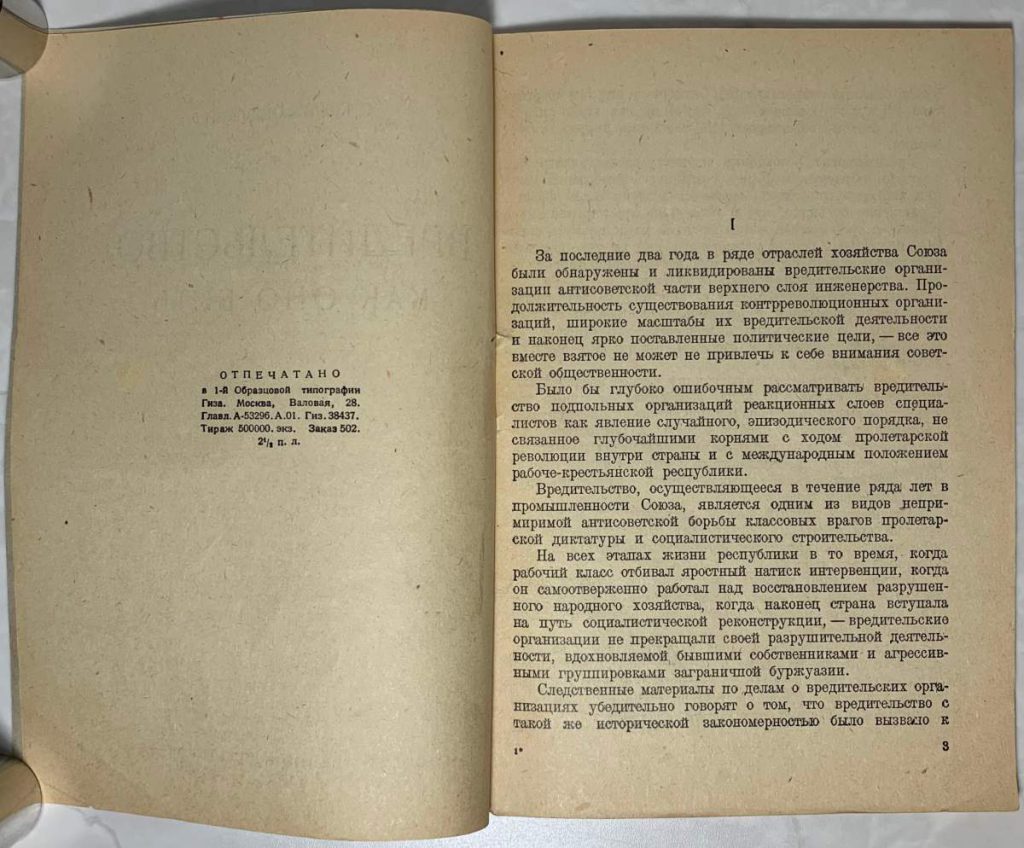 ОТПЕЧАТАНО
в 1-й Образцовой типографии
Гиза. Москва, Валовая, 28.
Главл. А-53296. А.01. Гиз. 38437.
Тираж 500000. экз. Заказ 502.
2¹/₂ п. л.
I
За последние два года в ряде отраслей хозяйства Союза
были обнаружены и ликвидированы вредительские органи-
зации антисоветской части верхнего слоя инженерства. Про-
должительность существования контрреволюционных органи-
заций, широкие масштабы их вредительской деятельности
и наконец ярко поставленные политические цели, — все это
вместе взятое не может не привлечь к себе внимания совет-
ской общественности.
Было бы глубоко ошибочным рассматривать вредитель-
ство подпольных организаций реакционных слоев специа-
листов как явление случайного, эпизодического порядка, не
связанное глубочайшими корнями с ходом пролетарской
революции внутри страны и с международным положением
рабоче-крестьянской республики.
Вредительство, осуществляющееся в течение ряда лет в
промышленности Союза, является одним из видов непри-
миримой антисоветской борьбы классовых врагов пролетар-
ской диктатуры и социалистического строительства.
На всех этапах жизни республики в то время, когда
рабочий класс отбивал яростный натиск интервенции, когда
он самоотверженно работал над восстановлением разрушен-
ного народного хозяйства, когда наконец страна вступала
на путь социалистической реконструкции, — вредительские
организации не прекращали своей разрушительной деятель-
ности, вдохновляемой бывшими собственниками и агрессив-
ными группировками заграничной буржуазии.
Следственные материалы по делам о вредительских орга-
низациях убедительно говорят о том, что вредительство с
такой же исторической закономерностью было вызвано к
1*
3